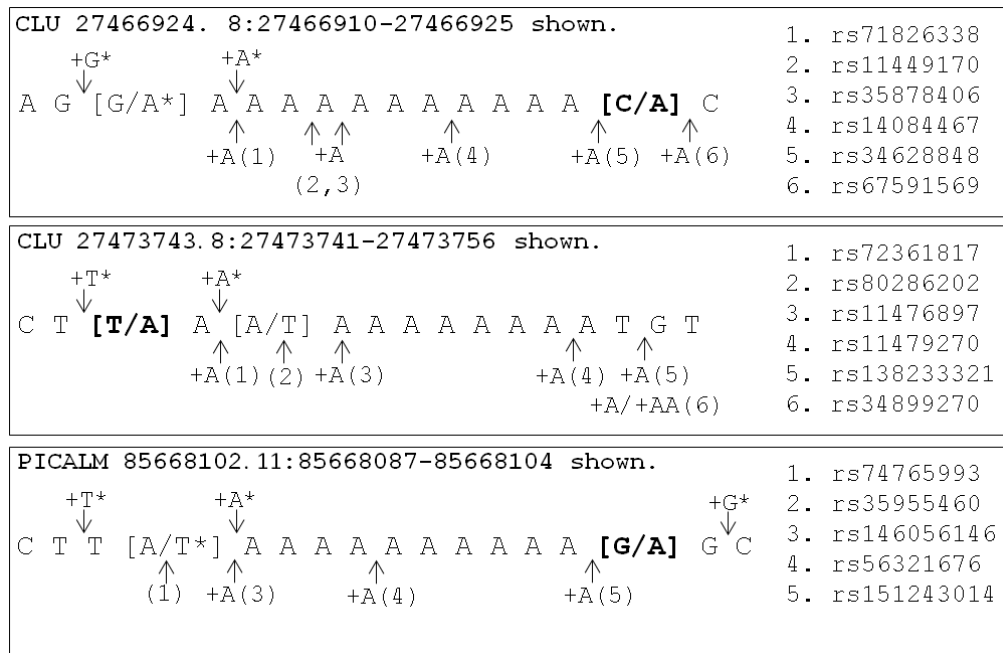 CLU 27466924. 8:27466910-27466925 shown.
+G* +A*
A G [G/A*] A A A A A A A A A A A [C/A] C
+A(1) +A +A(4) +A(5) +A(6)
(2,3)
1. rs71826338
2. rs11449170
3. rs35878406
4. rs14084467
5. rs34628848
6. rs67591569
CLU 27473743. 8:27473741-27473756 shown.
+T* +A*
C T [T/A] A [A/T] A A A A A A A A T G T
+A(1) (2) +A(3) +A(4) +A(5)
+A/+AA(6)
1. rs72361817
2. rs80286202
3. rs11476897
4. rs11479270
5. rs138233321
6. rs34899270
PICALM 85668102. 11:85668087-85668104 shown.
+T* +A* +G*
C T T [A/T*] A A A A A A A A A A [G/A] G C
(1) +A(3) +A(4) +A(5)
1. rs74765993
2. rs35955460
3. rs146056146
4. rs56321676
5. rs151243014